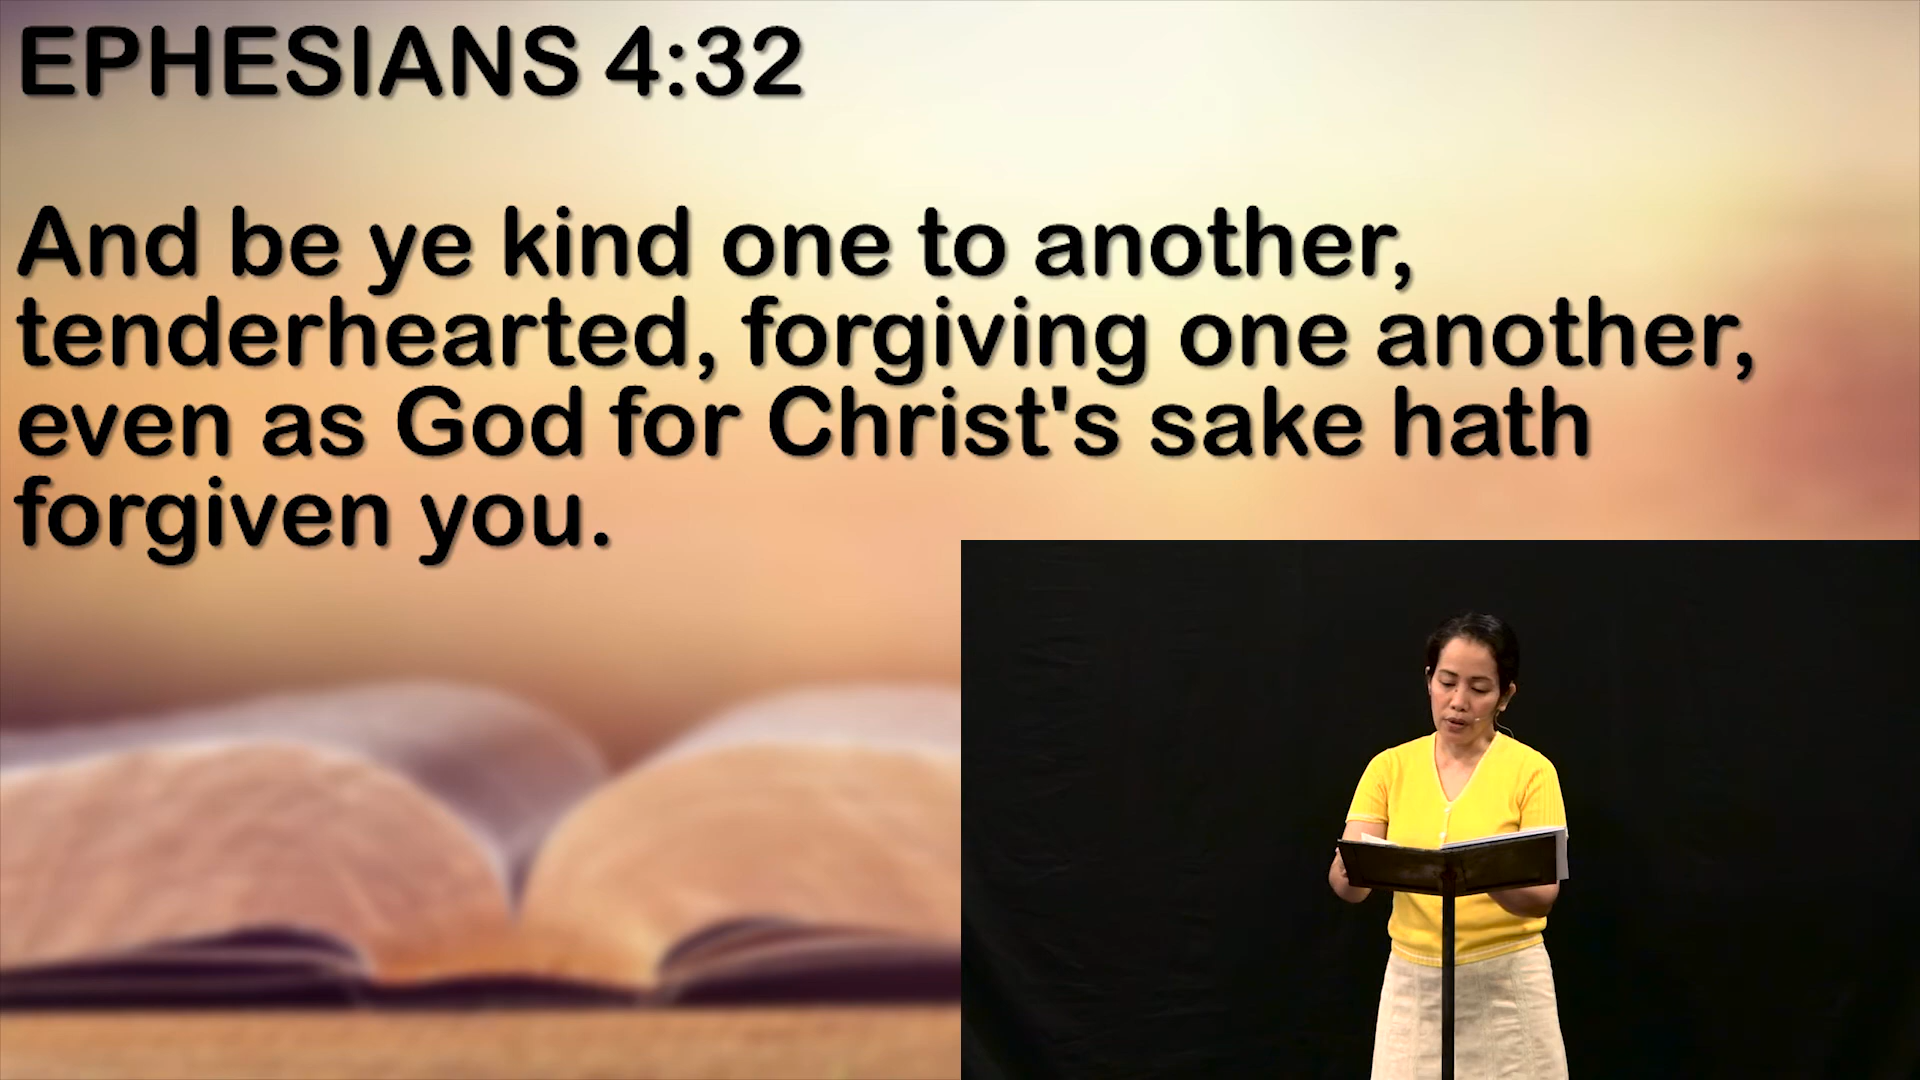 EPHESIANS 4:32
And be ye kind one to another,
tenderhearted, forgiving one another,
even as God for Christ's sake hath
forgiven you.